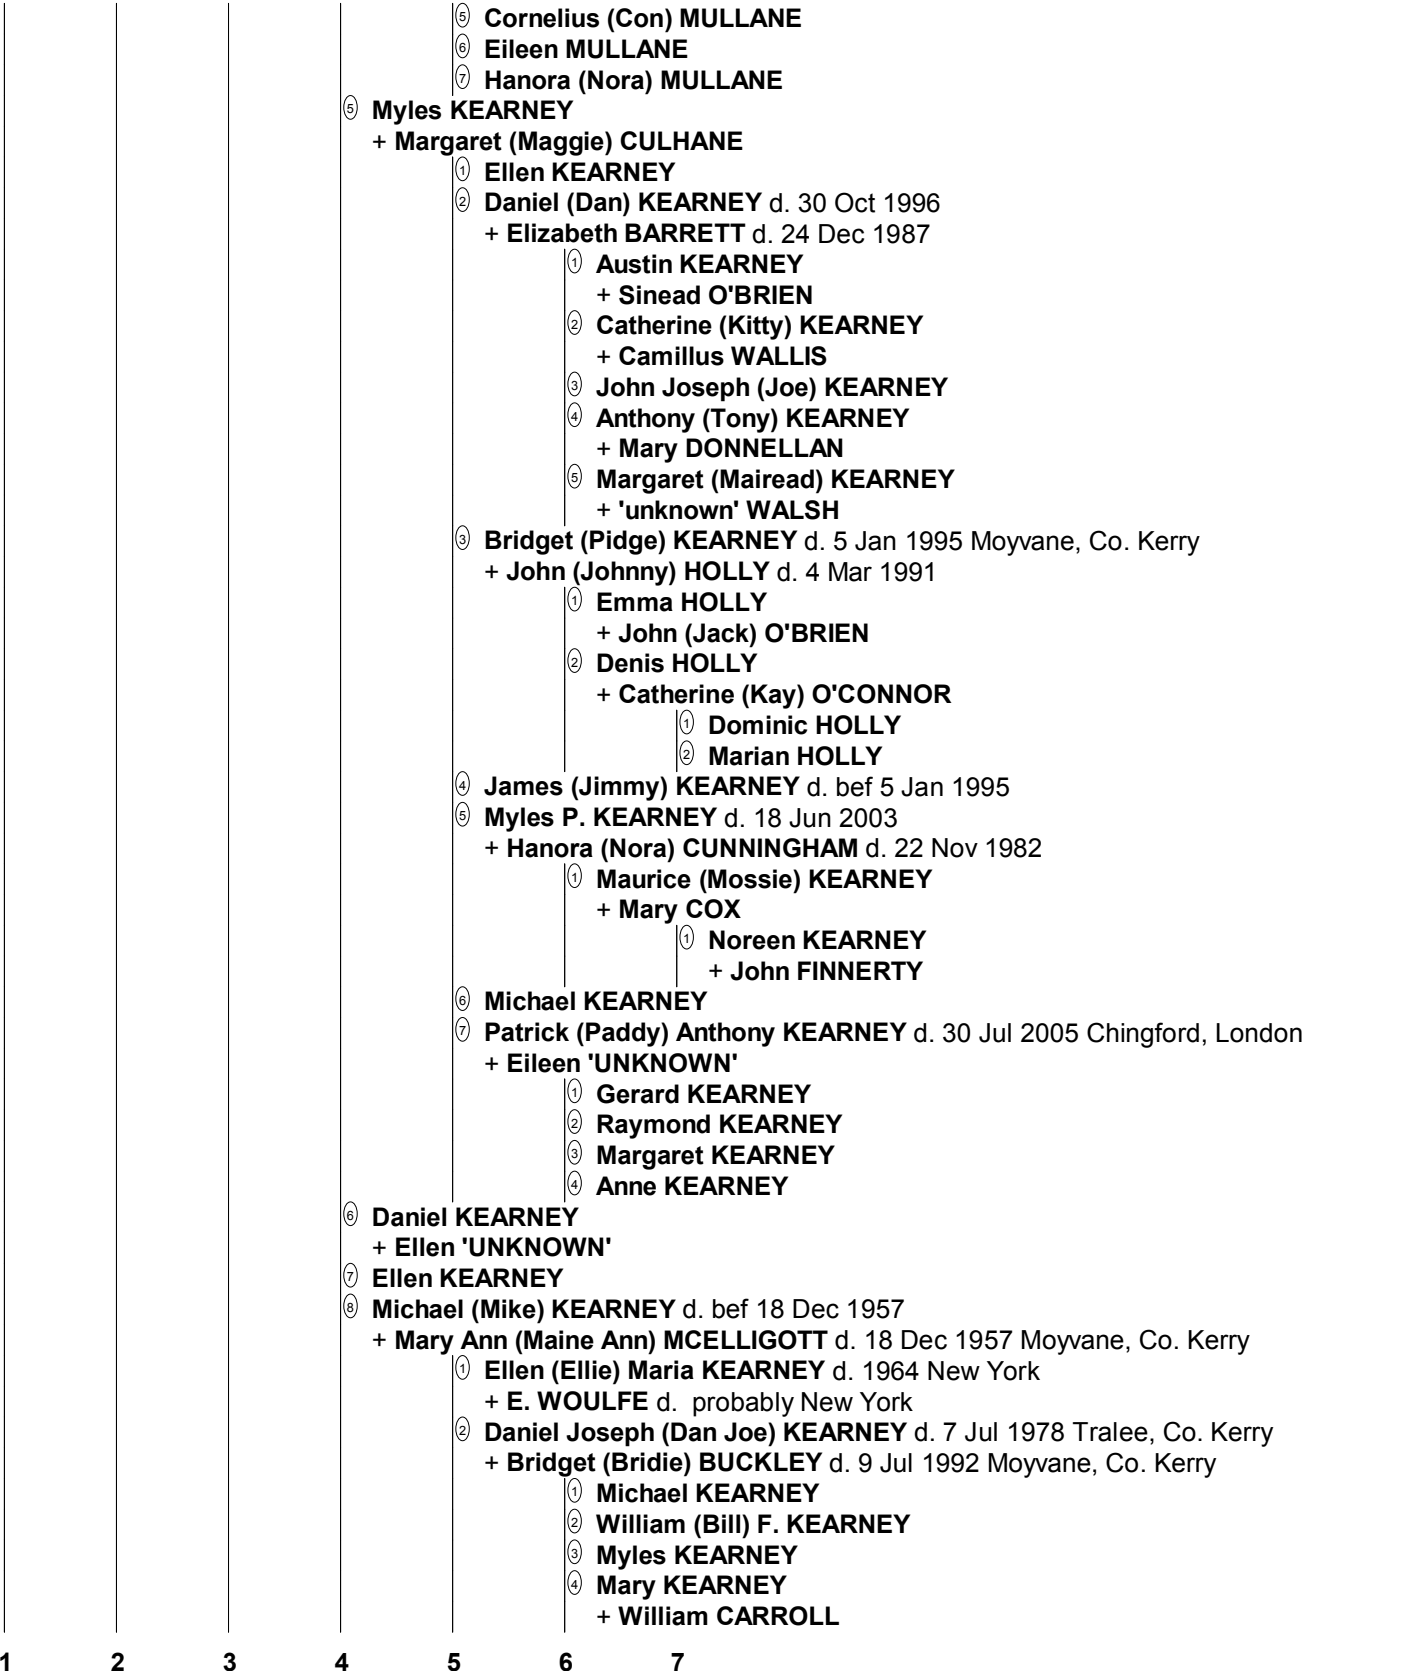 5 Cornelius (Con) MULLANE
6 Eileen MULLANE
7 Hanora (Nora) MULLANE
5 Myles KEARNEY
+ Margaret (Maggie) CULHANE
1 Ellen KEARNEY
2 Daniel (Dan) KEARNEY d. 30 Oct 1996
+ Elizabeth BARRETT d. 24 Dec 1987
1 Austin KEARNEY
+ Sinead O'BRIEN
2 Catherine (Kitty) KEARNEY
+ Camillus WALLIS
3 John Joseph (Joe) KEARNEY
4 Anthony (Tony) KEARNEY
+ Mary DONNELLAN
5 Margaret (Mairead) KEARNEY
+ 'unknown' WALSH
3 Bridget (Pidge) KEARNEY d. 5 Jan 1995 Moyvane, Co. Kerry
+ John (Johnny) HOLLY d. 4 Mar 1991
1 Emma HOLLY
+ John (Jack) O'BRIEN
2 Denis HOLLY
+ Catherine (Kay) O'CONNOR
1 Dominic HOLLY
2 Marian HOLLY
4 James (Jimmy) KEARNEY d. bef 5 Jan 1995
5 Myles P. KEARNEY d. 18 Jun 2003
+ Hanora (Nora) CUNNINGHAM d. 22 Nov 1982
1 Maurice (Mossie) KEARNEY
+ Mary COX
1 Noreen KEARNEY
+ John FINNERTY
6 Michael KEARNEY
7 Patrick (Paddy) Anthony KEARNEY d. 30 Jul 2005 Chingford, London
+ Eileen 'UNKNOWN'
1 Gerard KEARNEY
2 Raymond KEARNEY
3 Margaret KEARNEY
4 Anne KEARNEY
6 Daniel KEARNEY
+ Ellen 'UNKNOWN'
7 Ellen KEARNEY
8 Michael (Mike) KEARNEY d. bef 18 Dec 1957
+ Mary Ann (Maine Ann) MCELLIGOTT d. 18 Dec 1957 Moyvane, Co. Kerry
1 Ellen (Ellie) Maria KEARNEY d. 1964 New York
+ E. WOULFE d. probably New York
2 Daniel Joseph (Dan Joe) KEARNEY d. 7 Jul 1978 Tralee, Co. Kerry
+ Bridget (Bridie) BUCKLEY d. 9 Jul 1992 Moyvane, Co. Kerry
1 Michael KEARNEY
2 William (Bill) F. KEARNEY
3 Myles KEARNEY
4 Mary KEARNEY
+ William CARROLL
1 2 3 4 5 6 7